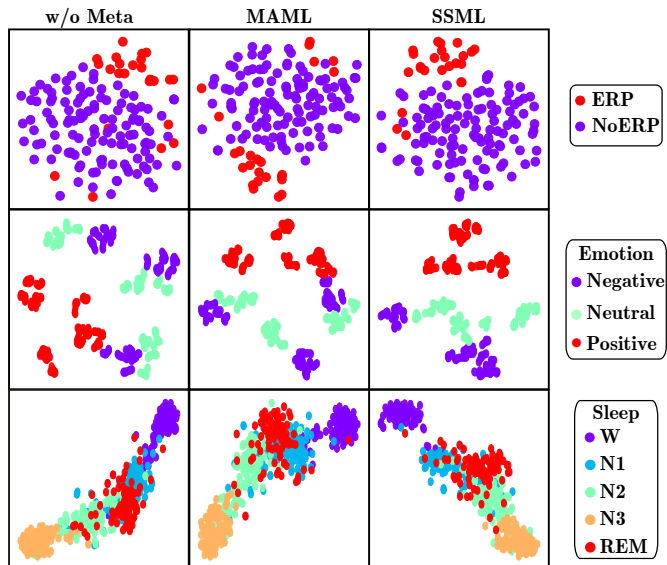 w/o Meta MAML SSML
ERP
NoERP
Emotion
Negative
Neutral
Positive
Sleep
W
N1
N2
N3
REM